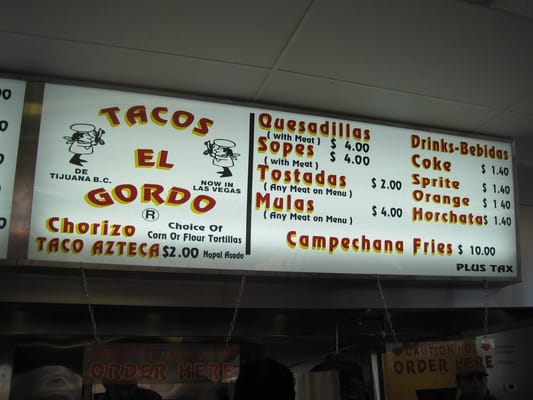 TACOS
EL
GORDO
®
DE
TIJUANA B.C.
NOW IN
LAS VEGAS
Chorizo
Choice Of
Corn Or Flour Tortillas
TACO AZTECA $2.00 Nopal Asado
Quesadillas
(with Meat) $ 4.00
Sopes $ 4.00
(with Meat)
Tostadas $ 2.00
(Any Meat on Menu)
Mulas $ 4.00
(Any Meat on Menu)
Campechana Fries $ 10.00
Drinks-Bebidas
Coke $ 1.40
Sprite $ 1.40
Orange $ 1.40
Horchata $ 1.40
PLUS TAX
ORDER HERE
CAUTION HOT
ORDER HERE